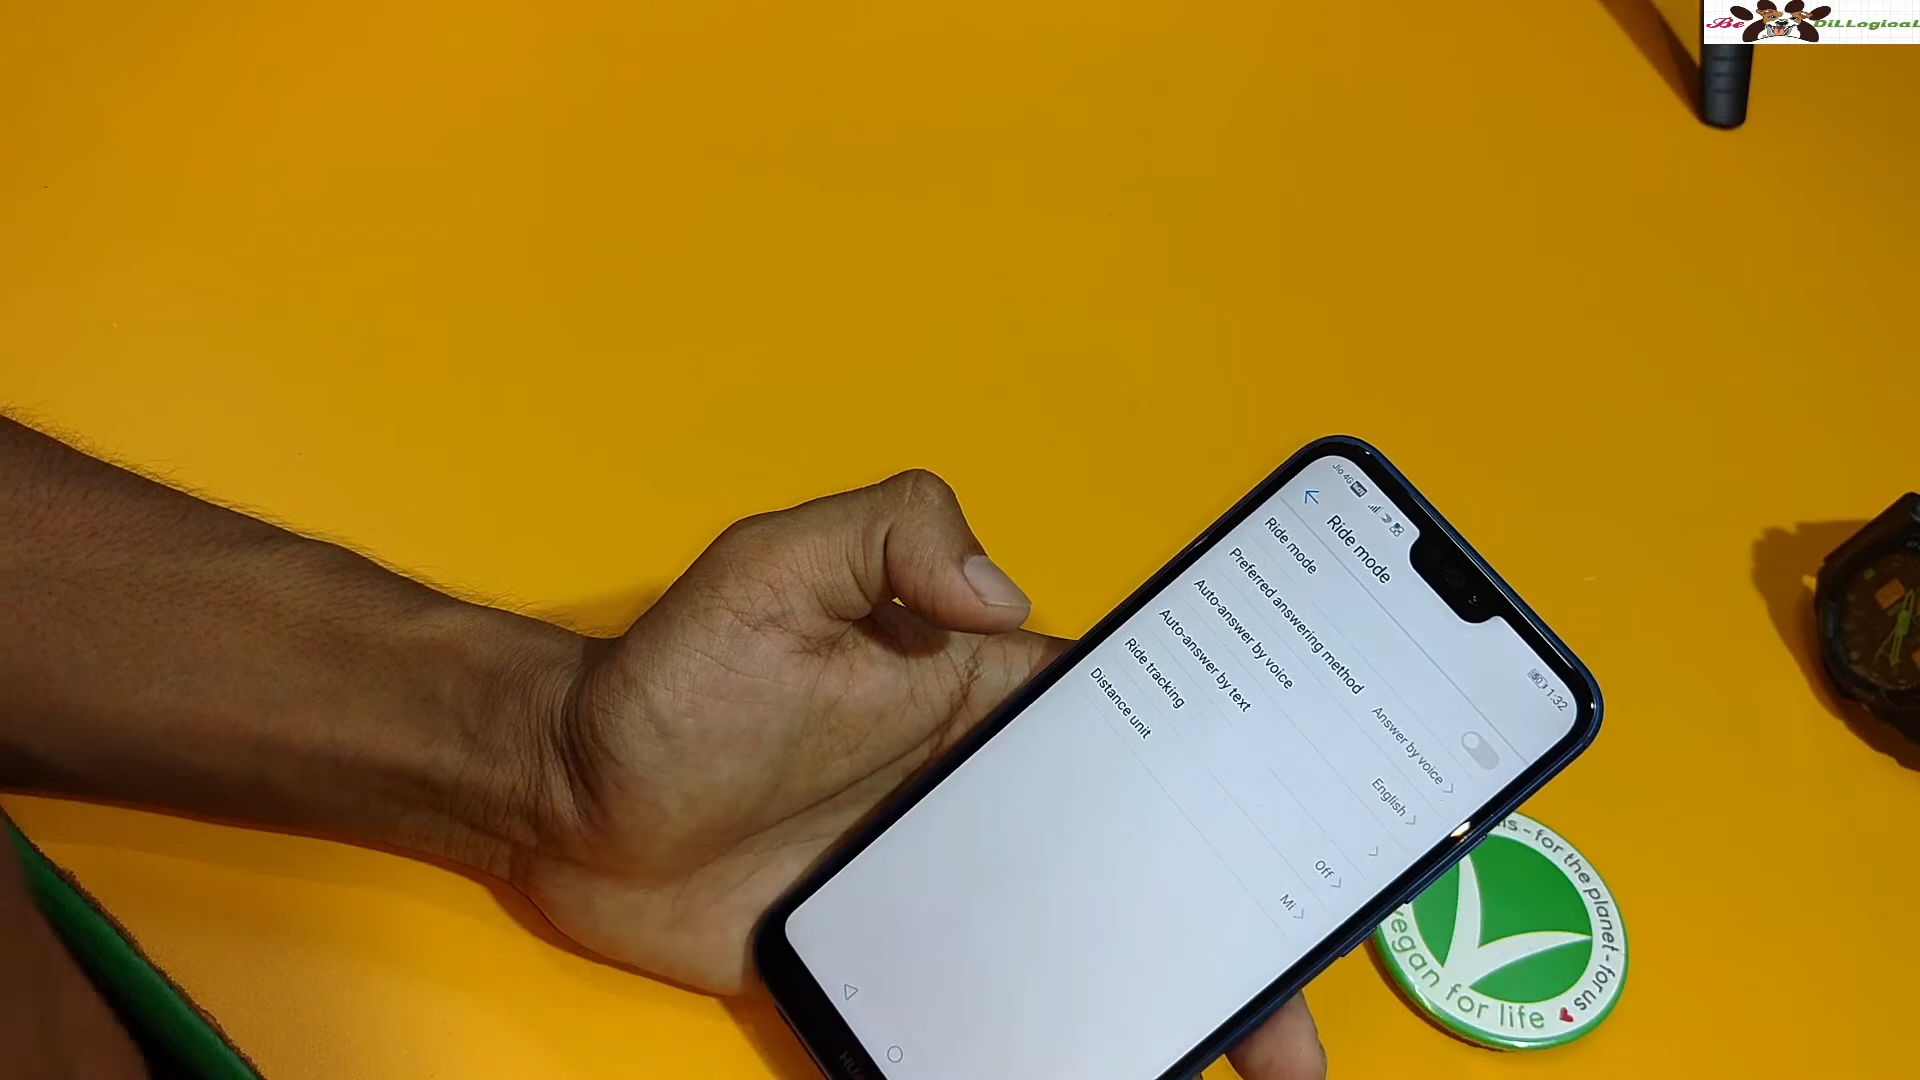 Be DiLLogical
Jio 4G
50 1:32
Ride mode
Ride mode
Preferred answering method Answer by voice
Auto-answer by voice English
Auto-answer by text
Ride tracking Off
Distance unit Mi
- for the planet - for us
vegan for life